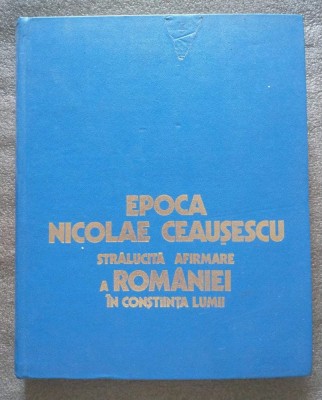 EPOCA
NICOLAE CEAUȘESCU
STRĂLUCITĂ AFIRMARE
A ROMÂNIEI
ÎN CONȘTIINȚA LUMII